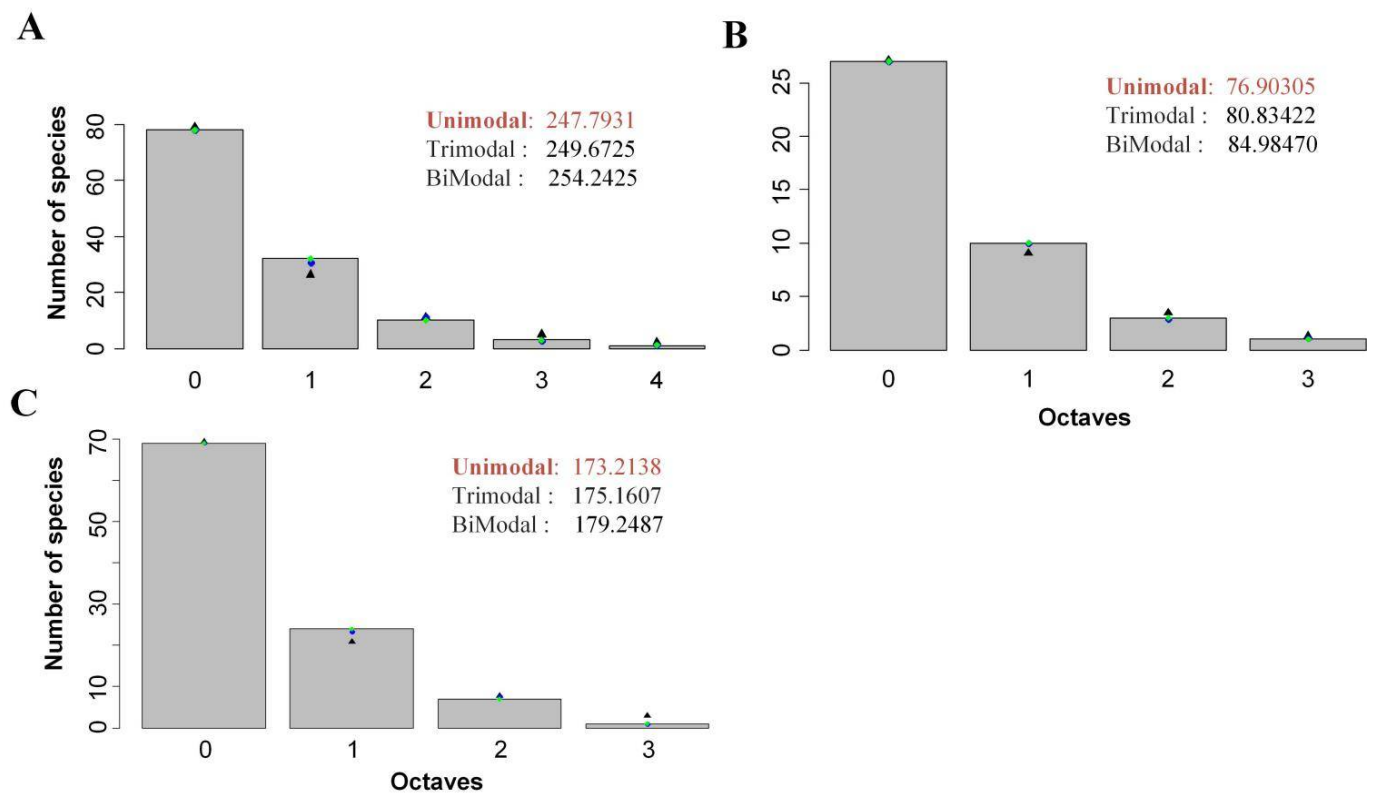 A
Number of species
80
60
40
20
0
Unimodal: 247.7931
Trimodal : 249.6725
BiModal : 254.2425
0 1 2 3 4
B
25
20
15
10
5
0
Unimodal: 76.90305
Trimodal : 80.83422
BiModal : 84.98470
0 1 2 3
Octaves
C
Number of species
70
50
30
10
0
Unimodal: 173.2138
Trimodal : 175.1607
BiModal : 179.2487
0 1 2 3
Octaves